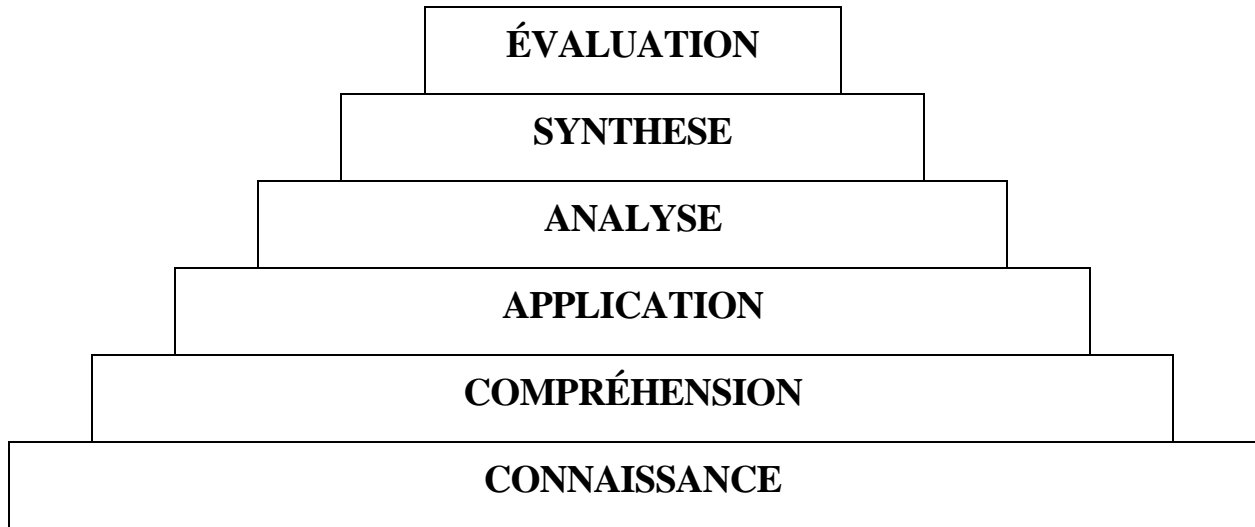 ÉVALUATION
SYNTHESE
ANALYSE
APPLICATION
COMPRÉHENSION
CONNAISSANCE